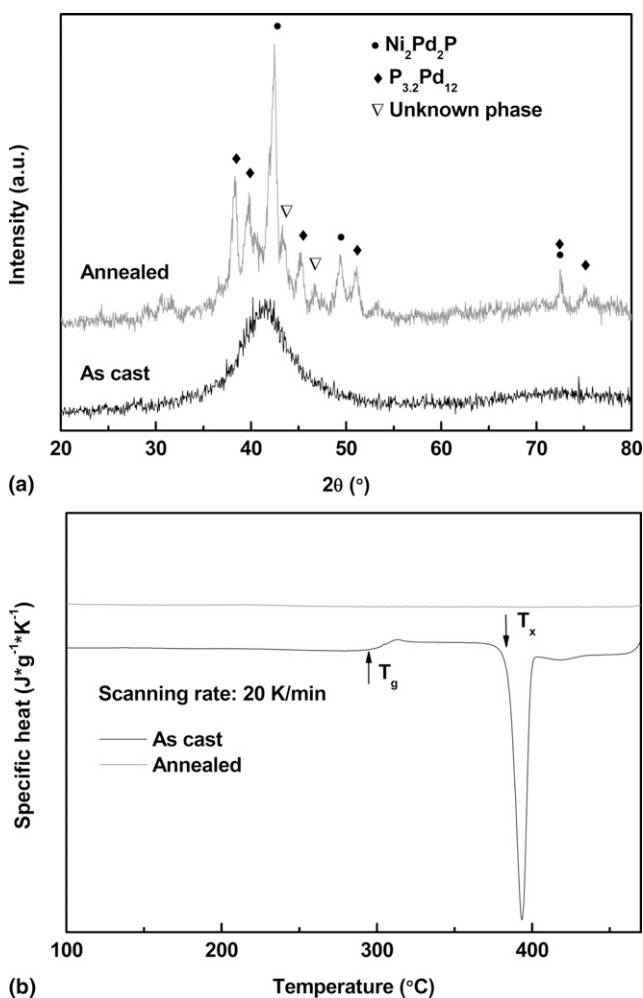 ● Ni₂Pd₂P
◆ P₃.₂Pd₁₂
▽ Unknown phase
Intensity (a.u.)
Annealed
As cast
20 30 40 50 60 70 80
(a)
2θ (°)
Specific heat (J*g⁻¹*K⁻¹)
Tₓ
T_g
Scanning rate: 20 K/min
As cast
Annealed
100 200 300 400
(b)
Temperature (°C)